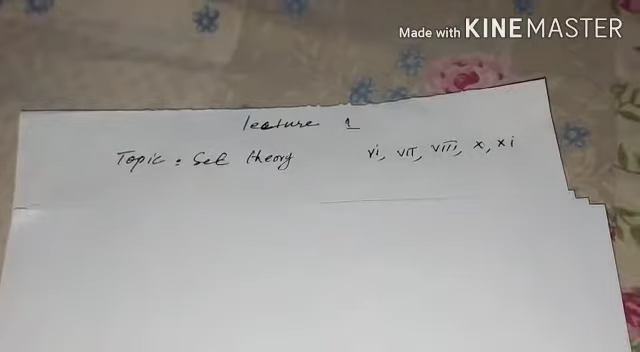 Made with KINEMASTER
lecture 1
Topic : Set theory vi, vii, viii, x, xi